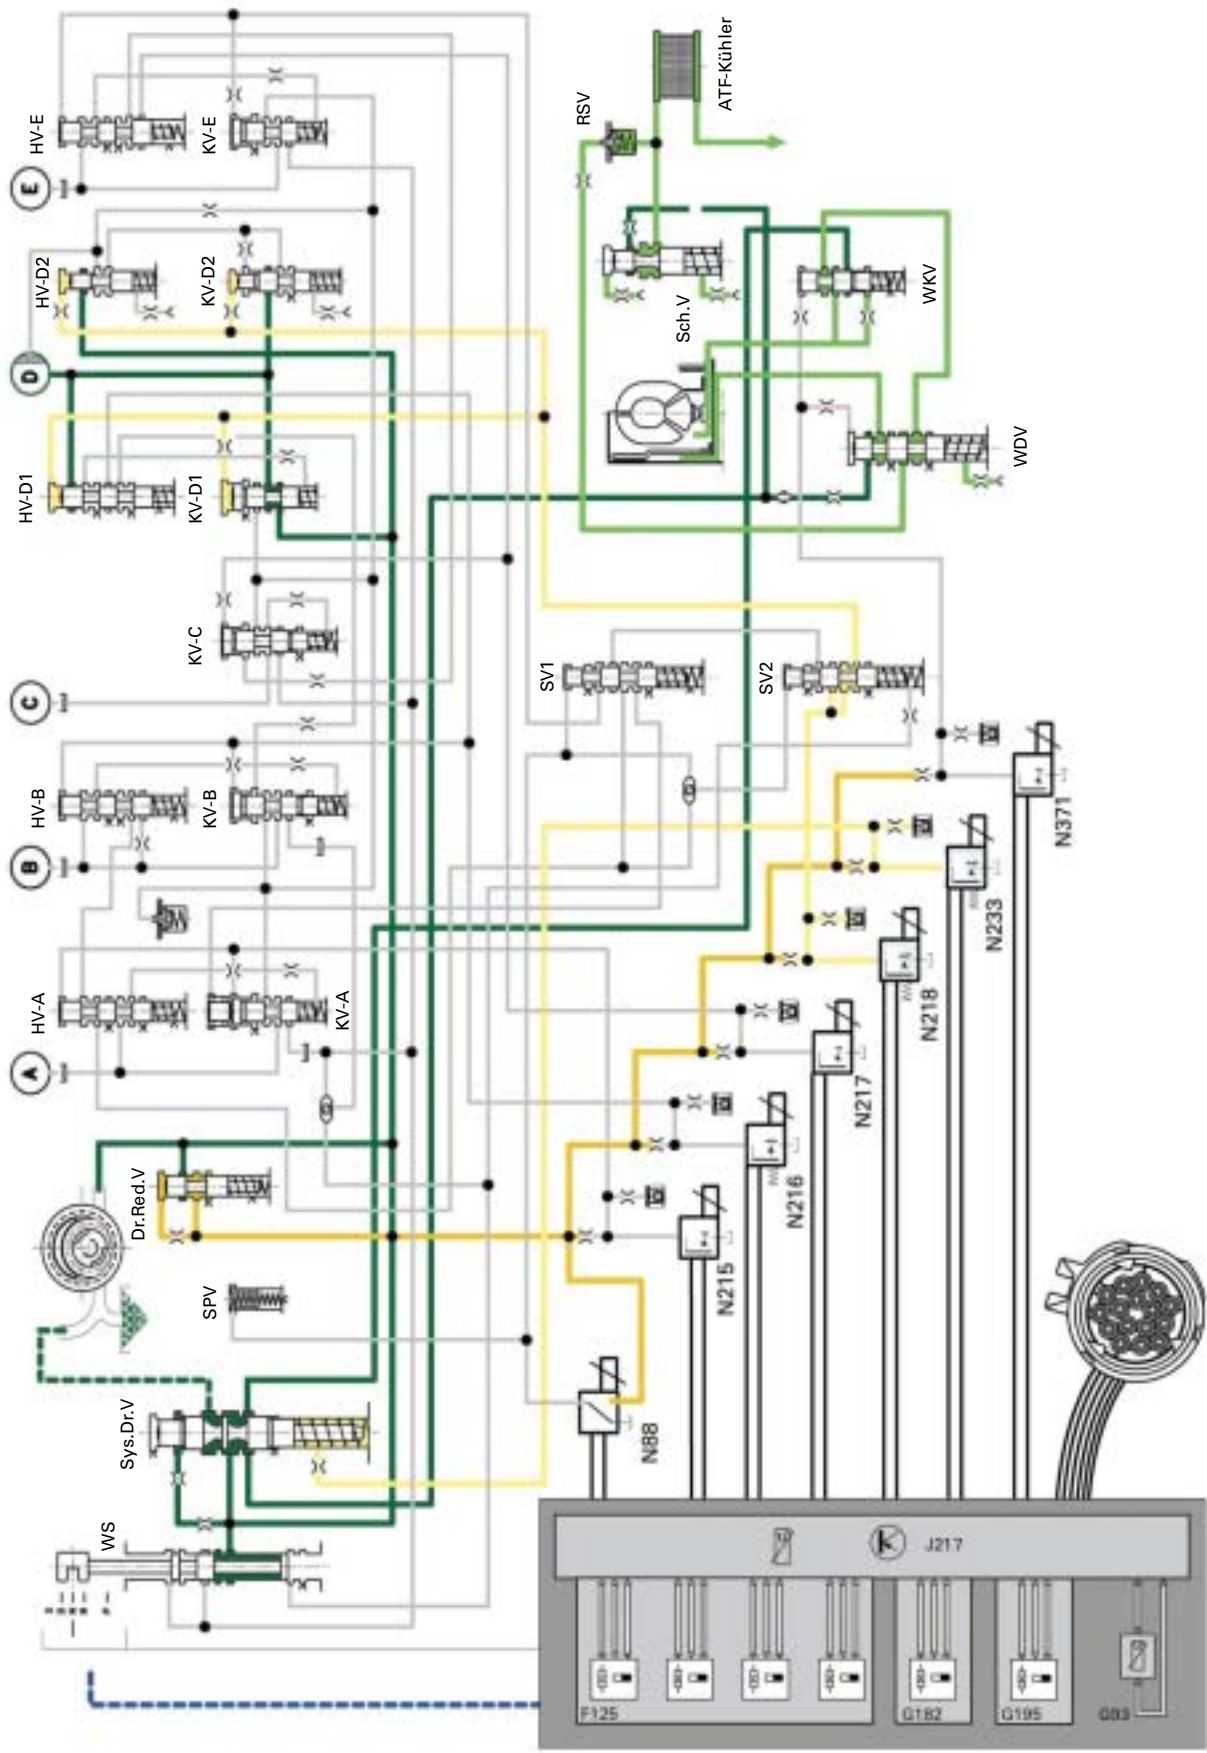 E
HV-E
KV-E
RSV
ATF-Kühler
HV-D2
KV-D2
Sch.V
WKV
D
HV-D1
KV-D1
WDV
C
KV-C
SV1
SV2
B
HV-B
KV-B
N371
A
HV-A
KV-A
N233
N218
N217
Dr.Red.V
N216
SPV
N215
Sys.Dr.V
N88
WS
J217
F125
G182
G195
G93